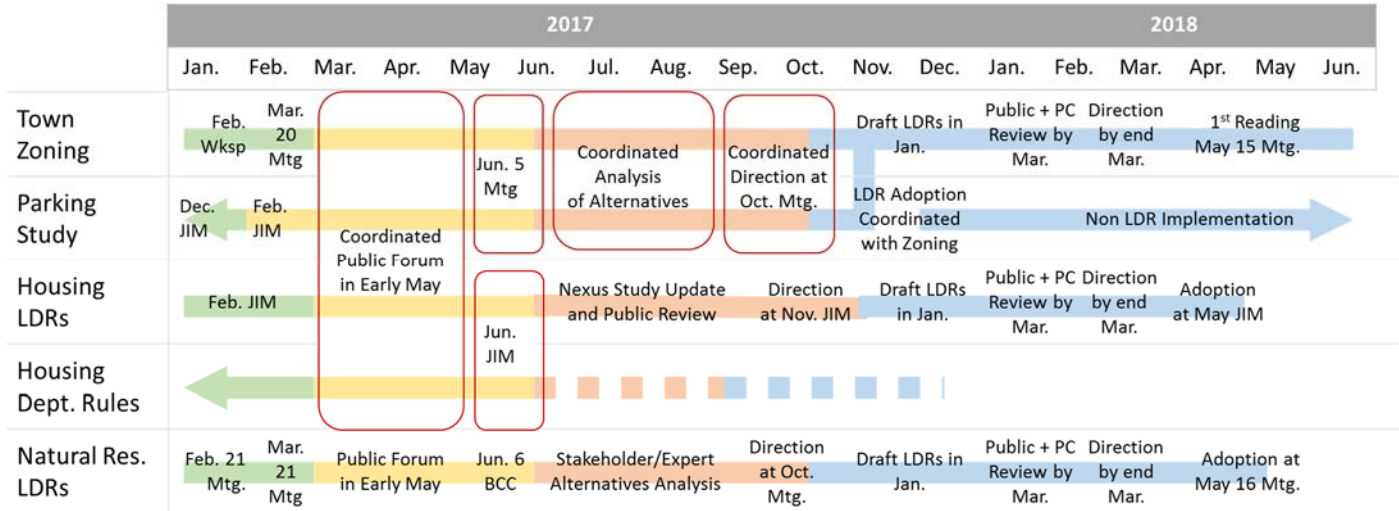 2017 2018
Jan. Feb. Mar. Apr. May Jun. Jul. Aug. Sep. Oct. Nov. Dec. Jan. Feb. Mar. Apr. May Jun.
Town
Zoning
Feb.
Wksp
Mar.
20
Mtg
Jun. 5
Mtg
Coordinated
Analysis
of Alternatives
Coordinated
Direction at
Oct. Mtg.
Draft LDRs in
Jan.
Public + PC
Review by
Mar.
Direction
by end
Mar.
1st Reading
May 15 Mtg.
Parking
Study
Dec.
JIM
Feb.
JIM
Coordinated
Public Forum
in Early May
LDR Adoption
Coordinated
with Zoning
Non LDR Implementation
Housing
LDRs
Feb. JIM
Jun.
JIM
Nexus Study Update
and Public Review
Direction
at Nov. JIM
Draft LDRs
in Jan.
Public + PC
Review by
Mar.
Direction
by end
Mar.
Adoption
at May JIM
Housing
Dept. Rules
Natural Res.
LDRs
Feb. 21
Mtg.
Mar.
21
Mtg
Public Forum
in Early May
Jun. 6
BCC
Stakeholder/Expert
Alternatives Analysis
Direction
at Oct.
Mtg.
Draft LDRs in
Jan.
Public + PC
Review by
Mar.
Direction
by end
Mar.
Adoption at
May 16 Mtg.